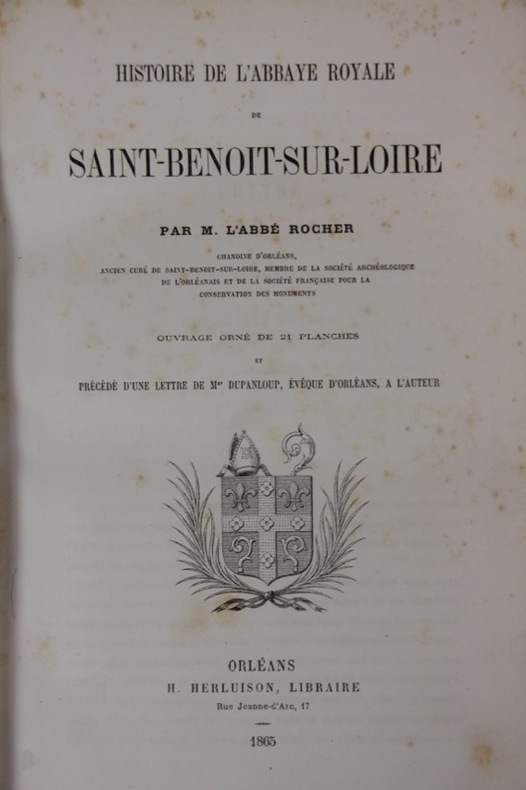 HISTOIRE DE L'ABBAYE ROYALE
DE
SAINT-BENOIT-SUR-LOIRE
PAR M. L'ABBÉ ROCHER
CHANOINE D'ORLÉANS,
ANCIEN CURÉ DE SAINT-BENOIT-SUR-LOIRE, MEMBRE DE LA SOCIÉTÉ ARCHÉOLOGIQUE
DE L'ORLÉANAIS ET DE LA SOCIÉTÉ FRANÇAISE POUR LA
CONSERVATION DES MONUMENTS
OUVRAGE ORNÉ DE 21 PLANCHES
ET
PRÉCÉDÉ D'UNE LETTRE DE Mgr DUPANLOUP, ÉVÊQUE D'ORLÉANS, A L'AUTEUR
ORLÉANS
H. HERLUISON, LIBRAIRE
Rue Jeanne-d'Arc, 17
1865